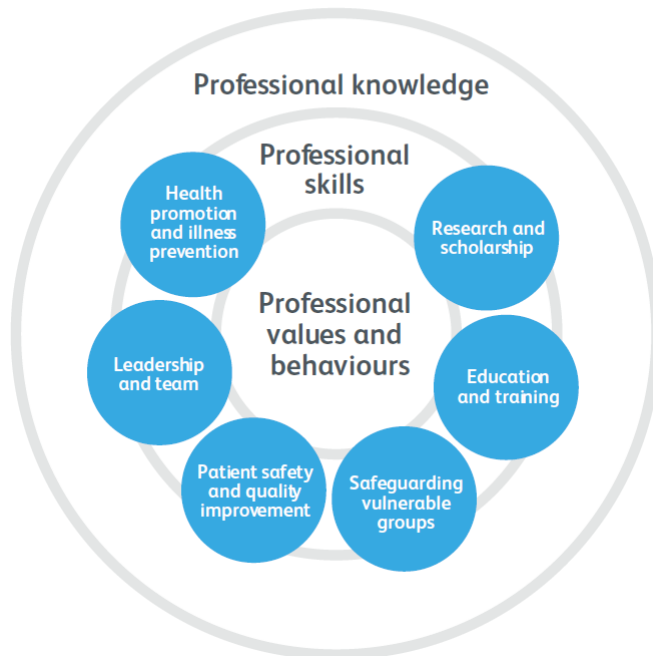 Professional knowledge
Professional
skills
Health
promotion
and illness
prevention
Research and
scholarship
Professional
values and
behaviours
Leadership
and team
Education
and training
Patient safety
and quality
improvement
Safeguarding
vulnerable
groups